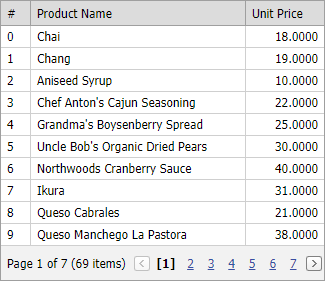 # Product Name Unit Price
0 Chai 18.0000
1 Chang 19.0000
2 Aniseed Syrup 10.0000
3 Chef Anton's Cajun Seasoning 22.0000
4 Grandma's Boysenberry Spread 25.0000
5 Uncle Bob's Organic Dried Pears 30.0000
6 Northwoods Cranberry Sauce 40.0000
7 Ikura 31.0000
8 Queso Cabrales 21.0000
9 Queso Manchego La Pastora 38.0000
Page 1 of 7 (69 items) < [1] 2 3 4 5 6 7 >